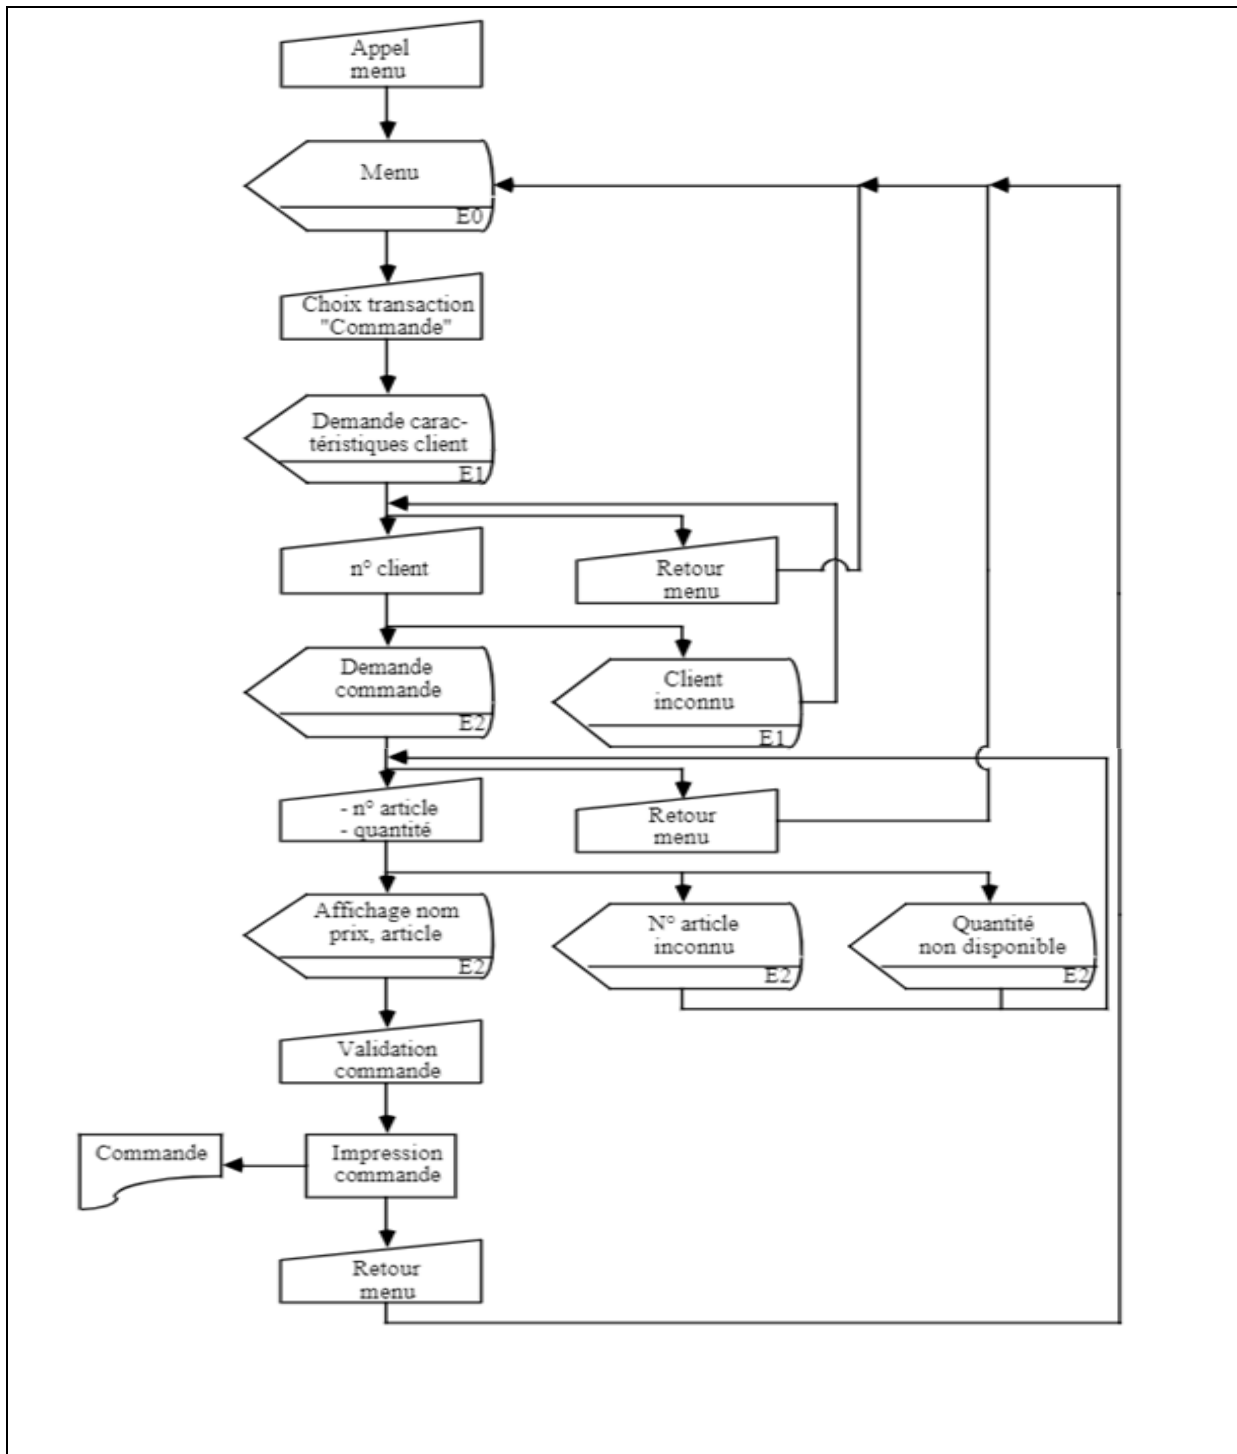 Appel
menu
Menu
E0
Choix transaction
"Commande"
Demande carac-
téristiques client
E1
n° client
Retour
menu
Demande
commande
E2
Client
inconnu
E1
- n° article
- quantité
Retour
menu
Affichage nom
prix, article
E2
N° article
inconnu
E2
Quantité
non disponible
E2
Validation
commande
Commande
Impression
commande
Retour
menu